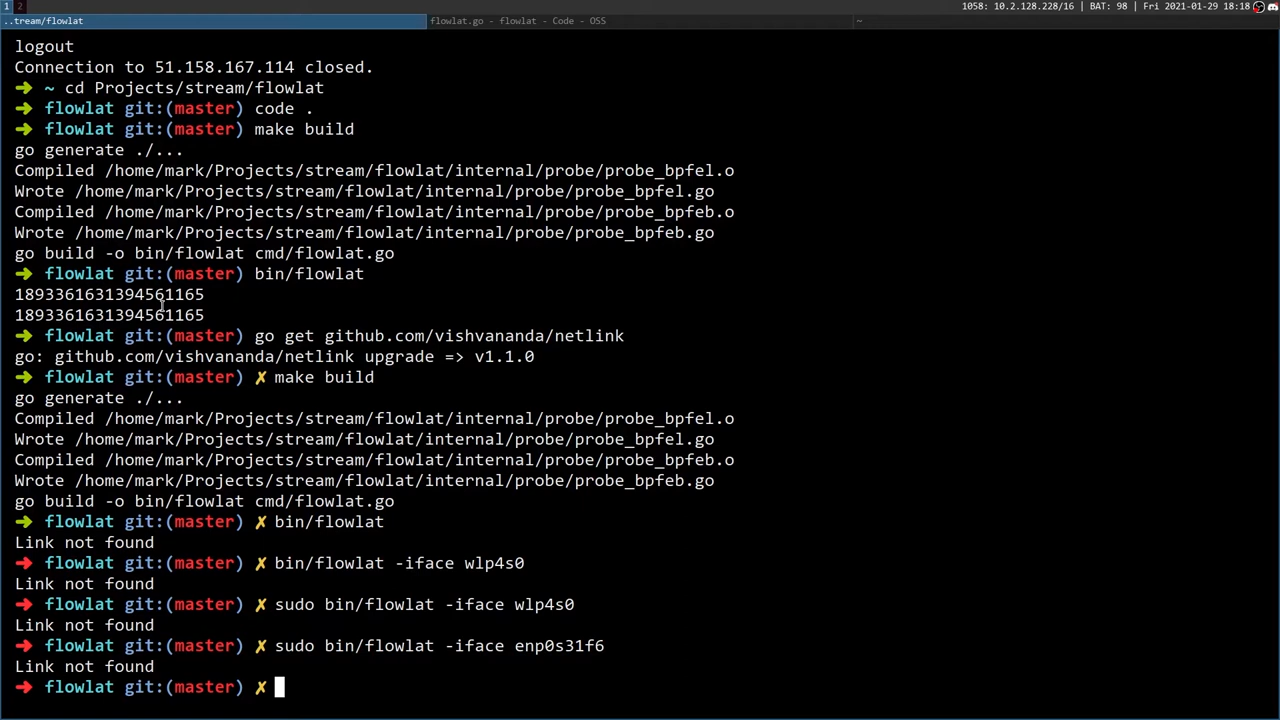 1 2 1058: 10.2.128.228/16 | BAT: 98 | Fri 2021-01-29 18:18
..tream/flowlat flowlat.go - flowlat - Code - OSS ~
logout
Connection to 51.158.167.114 closed.
➜ ~ cd Projects/stream/flowlat
➜ flowlat git:(master) code .
➜ flowlat git:(master) make build
go generate ./...
Compiled /home/mark/Projects/stream/flowlat/internal/probe/probe_bpfel.o
Wrote /home/mark/Projects/stream/flowlat/internal/probe/probe_bpfel.go
Compiled /home/mark/Projects/stream/flowlat/internal/probe/probe_bpfeb.o
Wrote /home/mark/Projects/stream/flowlat/internal/probe/probe_bpfeb.go
go build -o bin/flowlat cmd/flowlat.go
➜ flowlat git:(master) bin/flowlat
1893361631394561165
1893361631394561165
➜ flowlat git:(master) go get github.com/vishvananda/netlink
go: github.com/vishvananda/netlink upgrade => v1.1.0
➜ flowlat git:(master) ✗ make build
go generate ./...
Compiled /home/mark/Projects/stream/flowlat/internal/probe/probe_bpfel.o
Wrote /home/mark/Projects/stream/flowlat/internal/probe/probe_bpfel.go
Compiled /home/mark/Projects/stream/flowlat/internal/probe/probe_bpfeb.o
Wrote /home/mark/Projects/stream/flowlat/internal/probe/probe_bpfeb.go
go build -o bin/flowlat cmd/flowlat.go
➜ flowlat git:(master) ✗ bin/flowlat
Link not found
➜ flowlat git:(master) ✗ bin/flowlat -iface wlp4s0
Link not found
➜ flowlat git:(master) ✗ sudo bin/flowlat -iface wlp4s0
Link not found
➜ flowlat git:(master) ✗ sudo bin/flowlat -iface enp0s31f6
Link not found
➜ flowlat git:(master) ✗